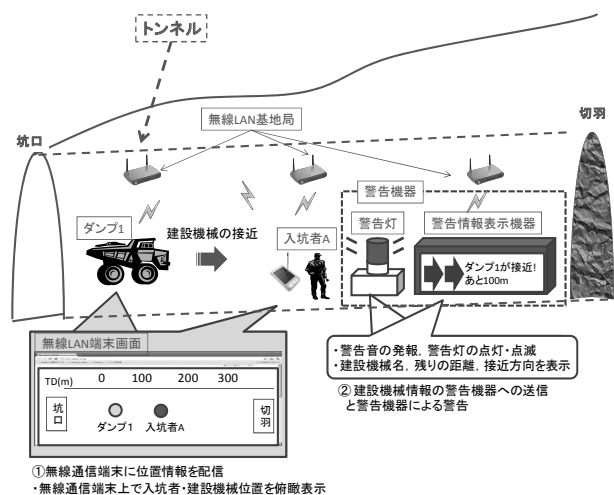 トンネル
坑口
切羽
無線LAN基地局
警告機器
警告灯
警告情報表示機器
ダンプ1
建設機械の接近
入坑者A
ダンプ1が接近!
あと100m
無線LAN端末画面
TD(m) 0 100 200 300
坑口
切羽
ダンプ1 入坑者A
・警告音の発報，警告灯の点灯・点滅
・建設機械名，残りの距離，接近方向を表示
②建設機械情報の警告機器への送信
と警告機器による警告
①無線通信端末に位置情報を配信
・無線通信端末上で入坑者・建設機械位置を俯瞰表示